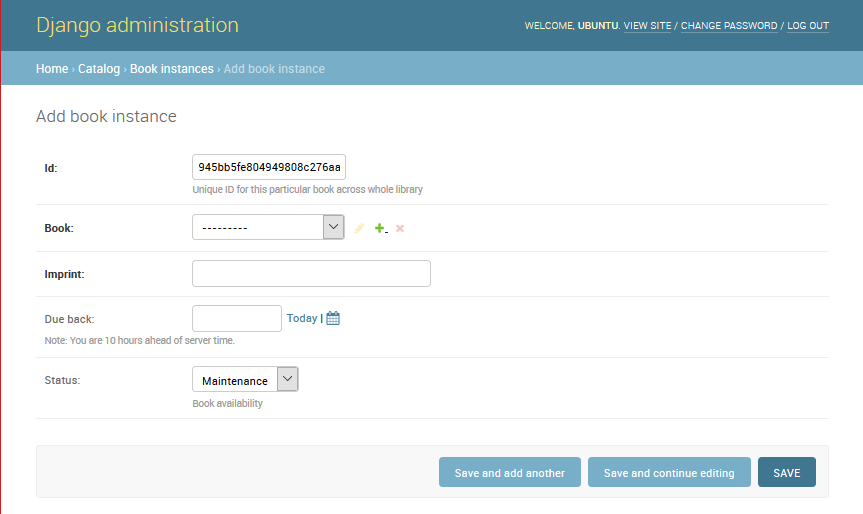 Django administration
WELCOME, UBUNTU. VIEW SITE / CHANGE PASSWORD / LOG OUT
Home › Catalog › Book instances › Add book instance
Add book instance
Id: 945bb5fe804949808c276aa
Unique ID for this particular book across whole library
Book: ---------
Imprint:
Due back: Today |
Note: You are 10 hours ahead of server time.
Status: Maintenance
Book availability
Save and add another Save and continue editing SAVE